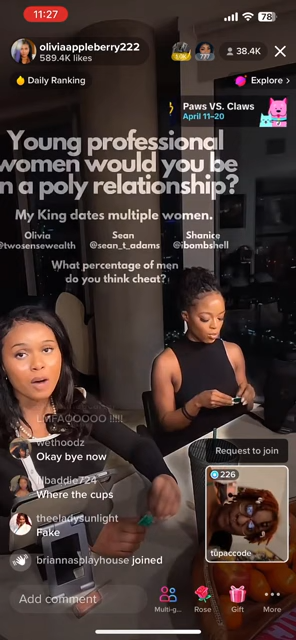 11:27
78
oliviaappleberry222
589.4K likes
38.4K
Daily Ranking
Explore >
Paws VS. Claws
April 11–20
Young professional
women would you be
n a poly relationship?
My King dates multiple women.
Olivia Sean Shanice
@twosensewealth @sean_t_adams @ibombshell
What percentage of men
do you think cheat?
LMFAOOOOO !!!!!
wethoodz
Okay bye now
Request to join
lilbaddie724
Where the cups
226
theeladysunlight
Fake
tupaccode
briannasplayhouse joined
Add comment
Multi-g...
Rose
Gift
More